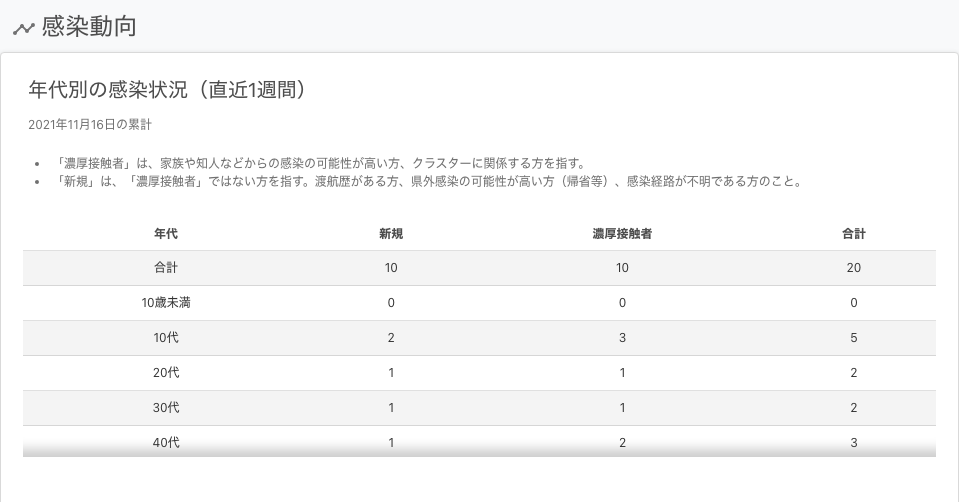 感染動向
年代別の感染状況（直近1週間）
2021年11月16日の累計
• 「濃厚接触者」は、家族や知人などからの感染の可能性が高い方、クラスターに関係する方を指す。
• 「新規」は、「濃厚接触者」ではない方を指す。渡航歴がある方、県外感染の可能性が高い方（帰省等）、感染経路が不明である方のこと。
年代 新規 濃厚接触者 合計
合計 10 10 20
10歳未満 0 0 0
10代 2 3 5
20代 1 1 2
30代 1 1 2
40代 1 2 3